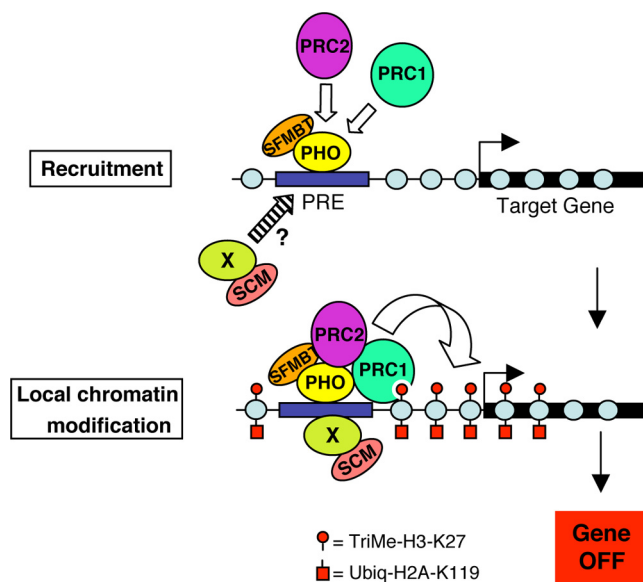 PRC2
PRC1
SFMBT
PHO
Recruitment
PRE
Target Gene
?
X
SCM
PRC2
SFMBT
PRC1
PHO
Local chromatin
modification
X
SCM
= TriMe-H3-K27
= Ubiq-H2A-K119
Gene
OFF